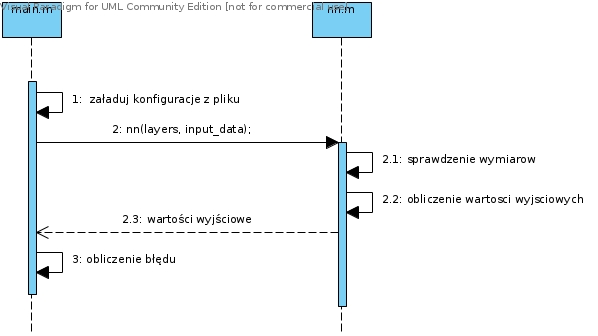 Visual Paradigm for UML Community Edition [not for commercial use]
main.m
nn.m
1: załaduj konfiguracje z pliku
2: nn(layers, input_data);
2.1: sprawdzenie wymiarow
2.2: obliczenie wartosci wyjsciowych
2.3: wartości wyjściowe
3: obliczenie błędu